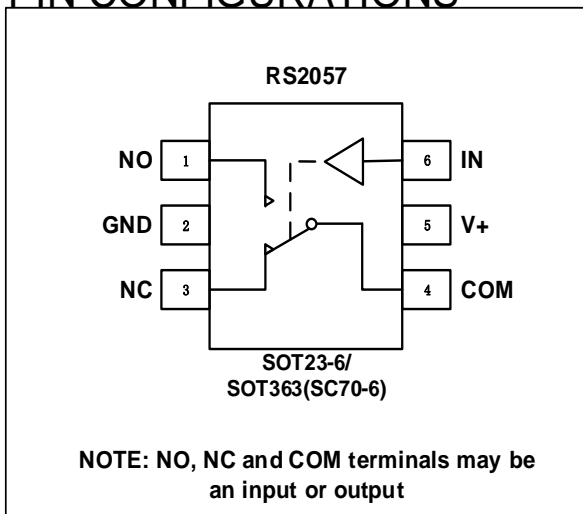 PIN CONFIGURATIONS
RS2057
NO 1 6 IN
GND 2 5 V+
NC 3 4 COM
SOT23-6/
SOT363(SC70-6)
NOTE: NO, NC and COM terminals may be
an input or output